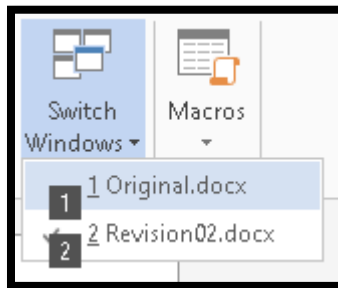 Switch
Windows
Macros
1 Original.docx
1
2 Revision02.docx
2